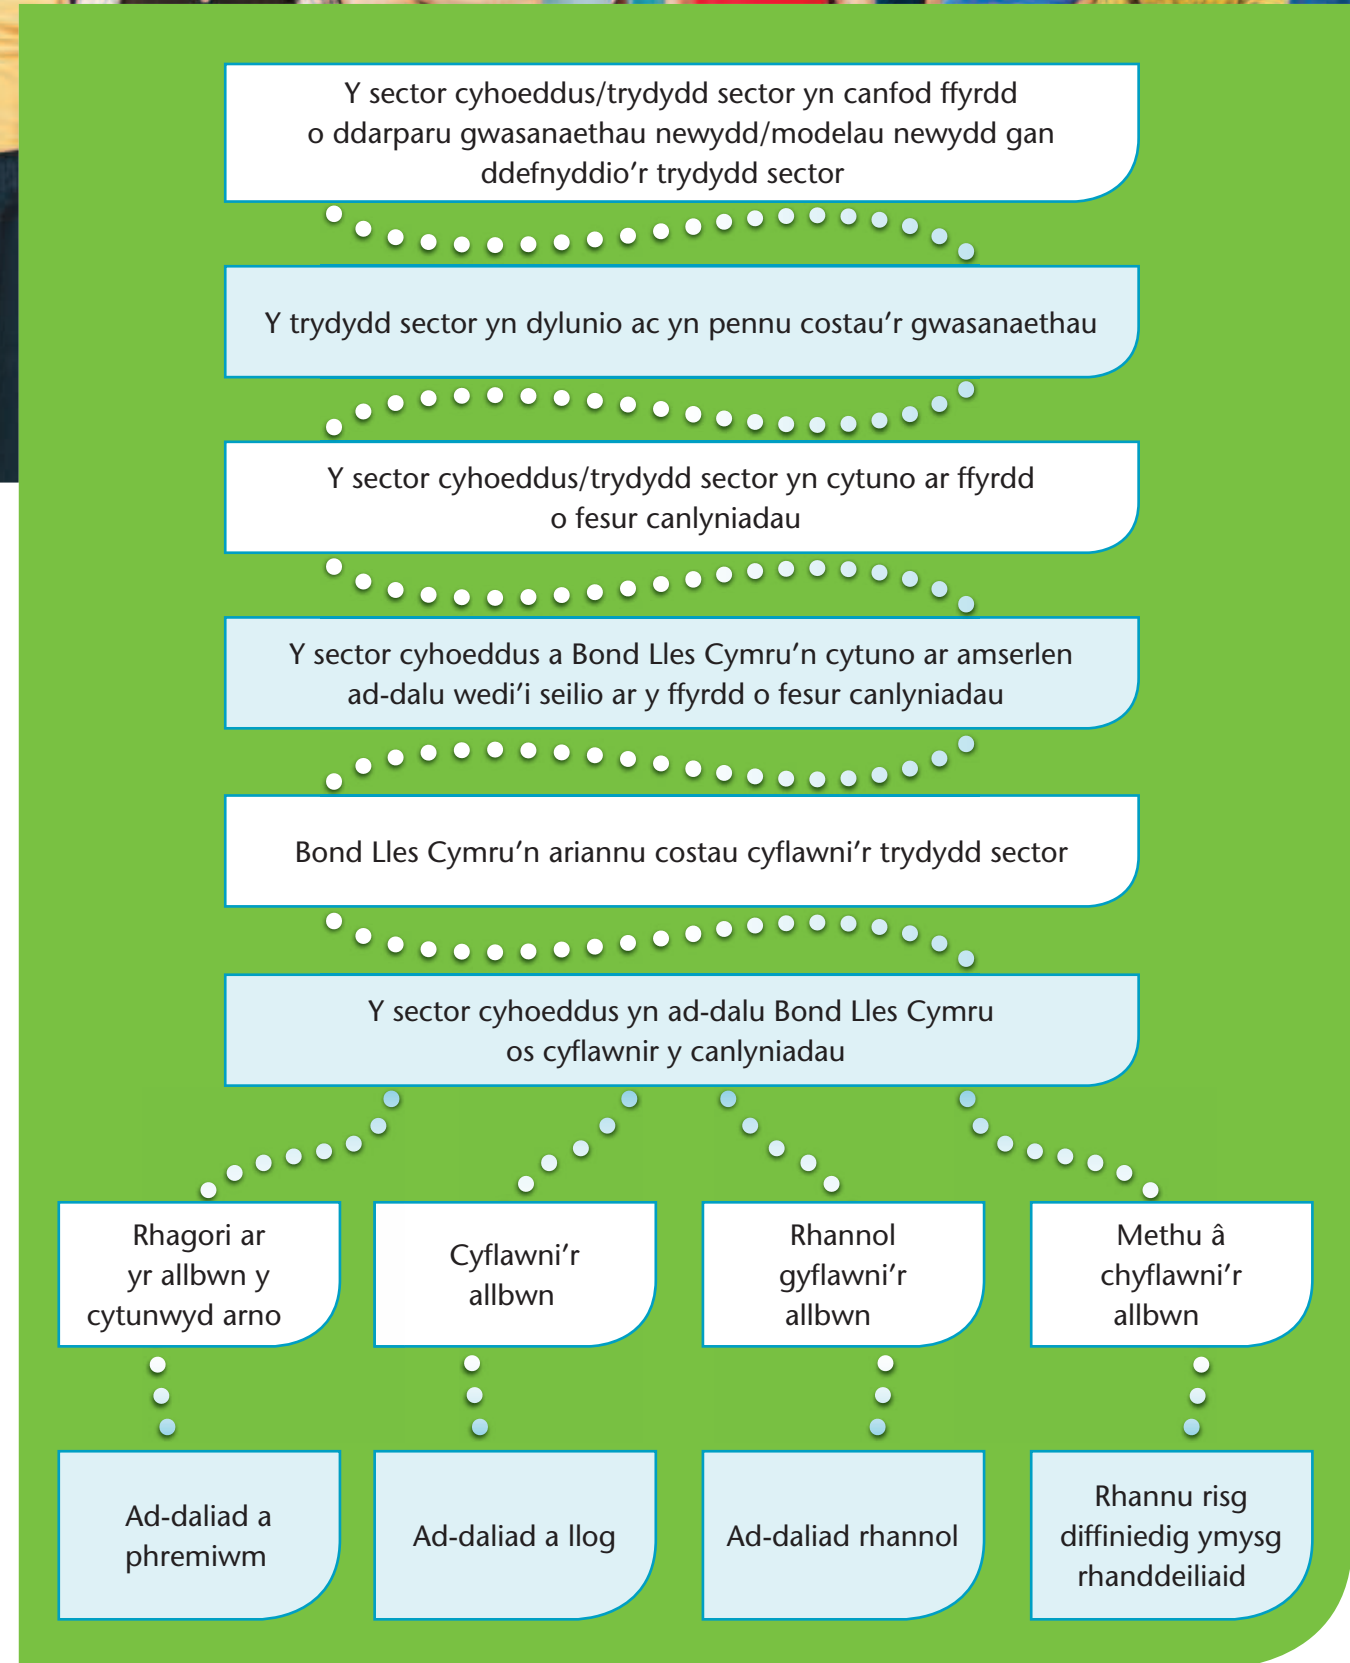 Y sector cyhoeddus/trydydd sector yn canfod ffyrdd
o ddarparu gwasanaethau newydd/modelau newydd gan
ddefnyddio’r trydydd sector
Y trydydd sector yn dylunio ac yn pennu costau’r gwasanaethau
Y sector cyhoeddus/trydydd sector yn cytuno ar ffyrdd
o fesur canlyniadau
Y sector cyhoeddus a Bond Lles Cymru’n cytuno ar amserlen
ad-dalu wedi’i seilio ar y ffyrdd o fesur canlyniadau
Bond Lles Cymru’n ariannu costau cyflawni’r trydydd sector
Y sector cyhoeddus yn ad-dalu Bond Lles Cymru
os cyflawnir y canlyniadau
Rhagori ar
yr allbwn y
cytunwyd arno
Cyflawni’r
allbwn
Rhannol
gyflawni’r
allbwn
Methu â
chyflawni’r
allbwn
Ad-daliad a
phremiwm
Ad-daliad a llog
Ad-daliad rhannol
Rhannu risg
diffiniedig ymysg
rhanddeiliaid